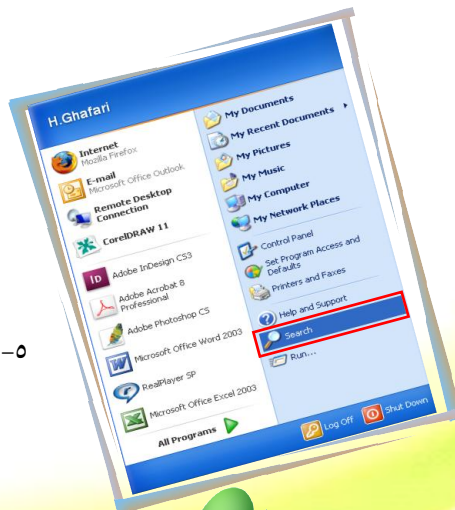 H.Ghafari
Internet
Mozilla Firefox
E-mail
Microsoft Office Outlook
Remote Desktop
Connection
CorelDRAW 11
Adobe InDesign CS3
Adobe Acrobat 8
Professional
Adobe Photoshop CS
Microsoft Office Word 2003
RealPlayer SP
Microsoft Office Excel 2003
All Programs
My Documents
My Recent Documents
My Pictures
My Music
My Computer
My Network Places
Control Panel
Set Program Access and
Defaults
Printers and Faxes
Help and Support
Search
Run...
Log Off
Shut Down
۵–